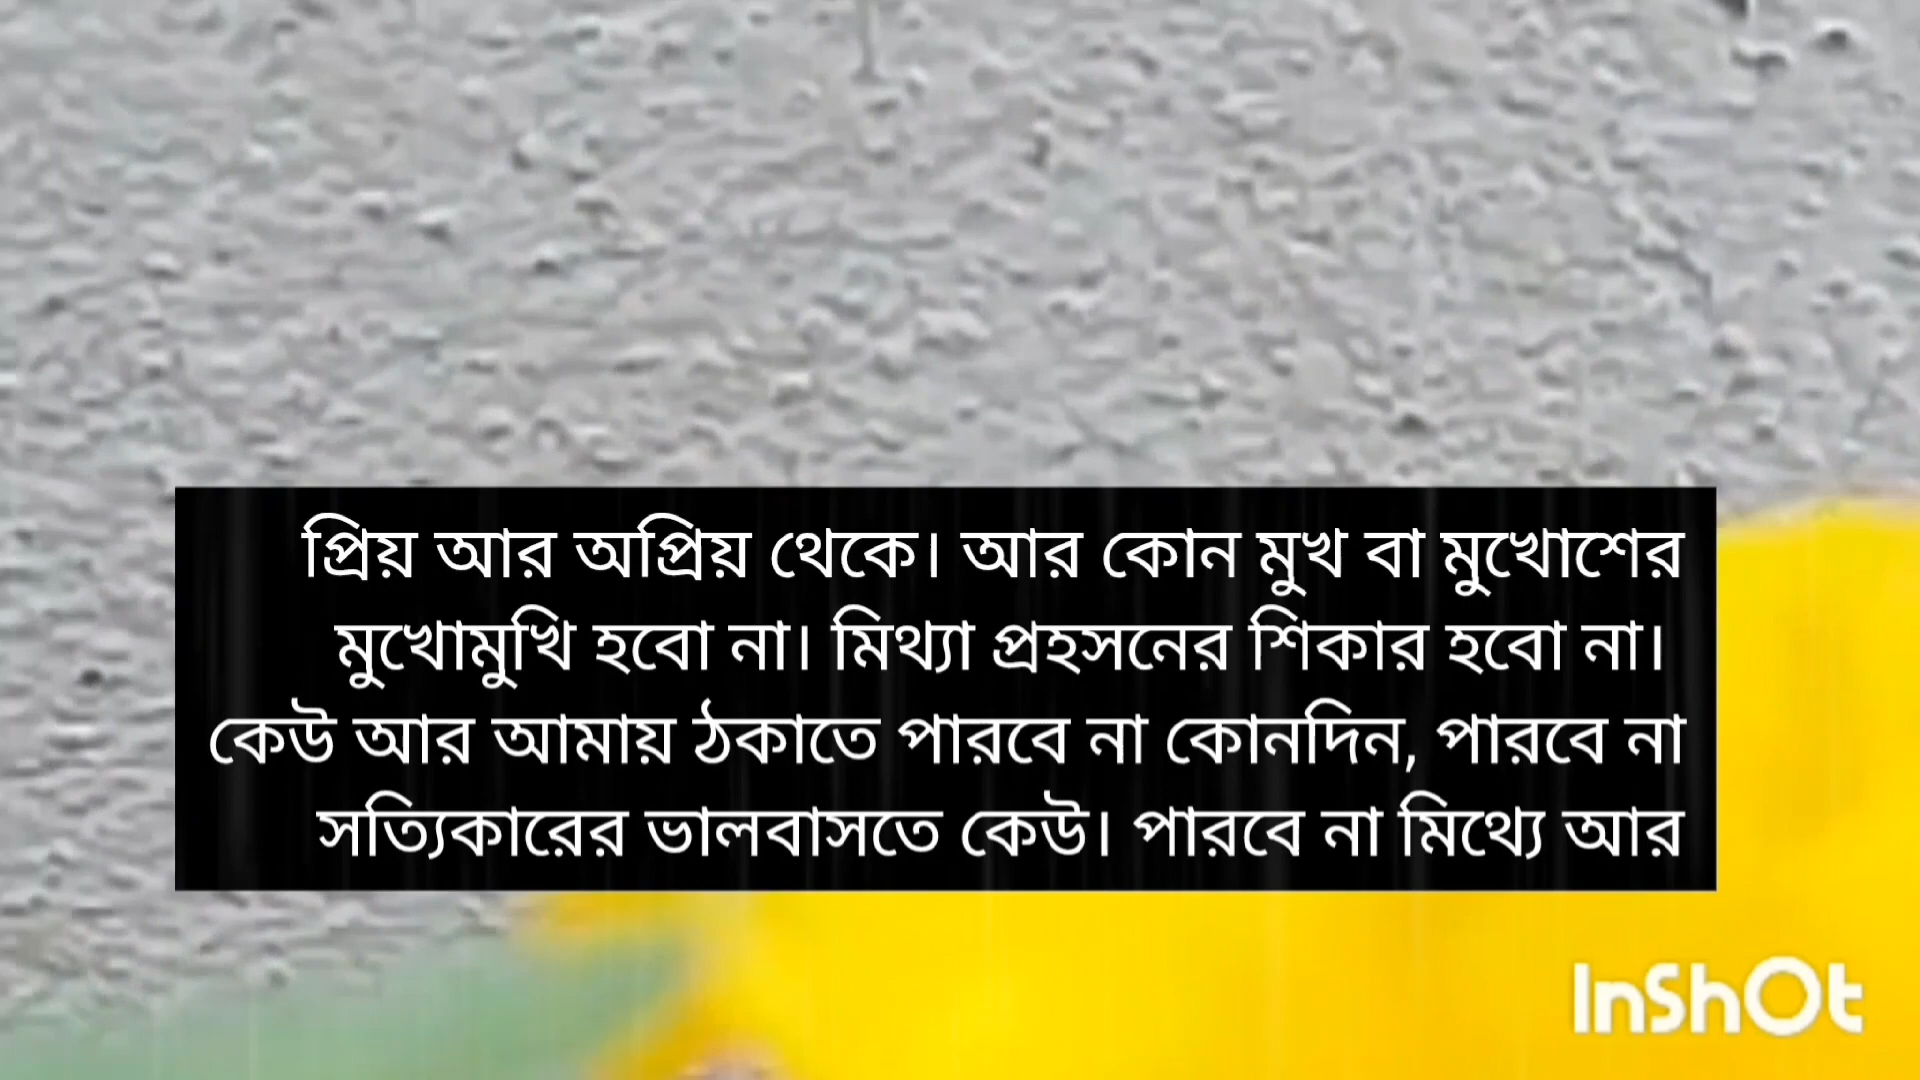 প্রিয় আর অপ্রিয় থেকে। আর কোন মুখ বা মুখোশের
মুখোমুখি হবো না। মিথ্যা প্রহসনের শিকার হবো না।
কেউ আর আমায় ঠকাতে পারবে না কোনদিন, পারবে না
সত্যিকারের ভালবাসতে কেউ। পারবে না মিথ্যে আর
InShOt